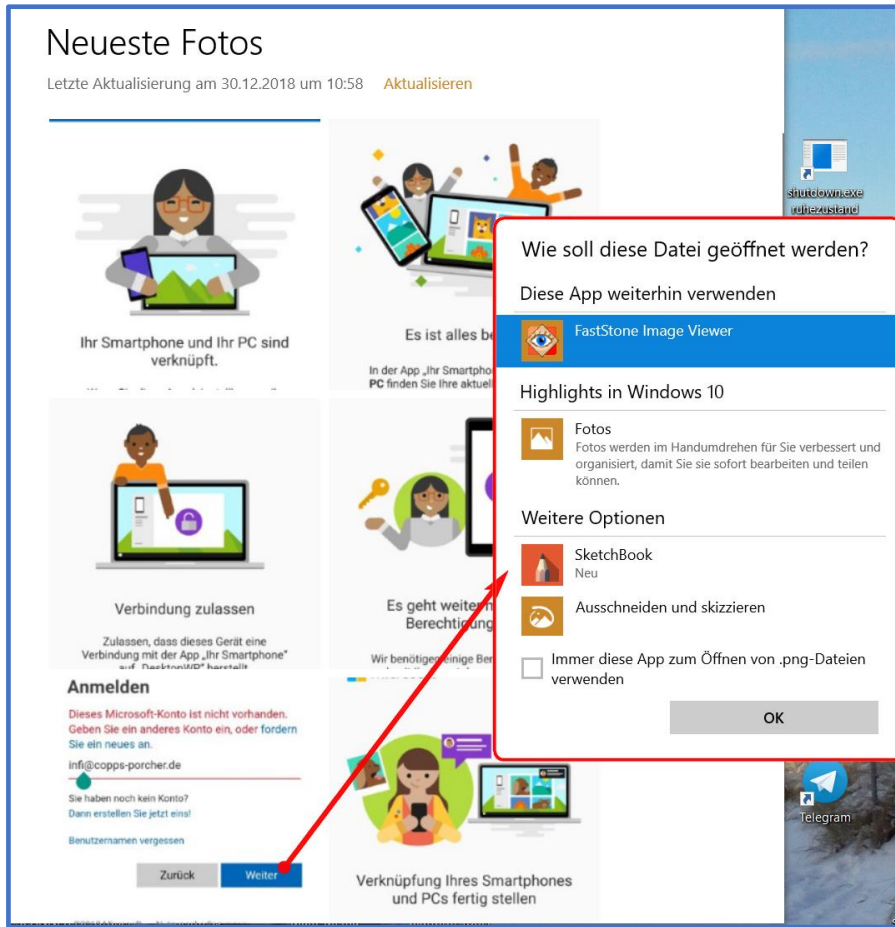 Neueste Fotos
Letzte Aktualisierung am 30.12.2018 um 10:58 Aktualisieren
Ihr Smartphone und Ihr PC sind
verknüpft.
Es ist alles be
In der App „Ihr Smartpho
PC finden Sie Ihre aktuel
Verbindung zulassen
Zulassen, dass dieses Gerät eine
Verbindung mit der App „Ihr Smartphone"
auf „DesktopWP" herstellt
Es geht weiter
Berechtigung
Wir benötigen einige Ber
Anmelden
Dieses Microsoft-Konto ist nicht vorhanden.
Geben Sie ein anderes Konto ein, oder fordern
Sie ein neues an.
infi@copps-porcher.de
Sie haben noch kein Konto?
Dann erstellen Sie jetzt eins!
Benutzernamen vergessen
Zurück
Weiter
Verknüpfung Ihres Smartphones
und PCs fertig stellen
shutdown.exe
ruhezustand
Wie soll diese Datei geöffnet werden?
Diese App weiterhin verwenden
FastStone Image Viewer
Highlights in Windows 10
Fotos
Fotos werden im Handumdrehen für Sie verbessert und
organisiert, damit Sie sie sofort bearbeiten und teilen
können.
Weitere Optionen
SketchBook
Neu
Ausschneiden und skizzieren
Immer diese App zum Öffnen von .png-Dateien
verwenden
OK
Telegram